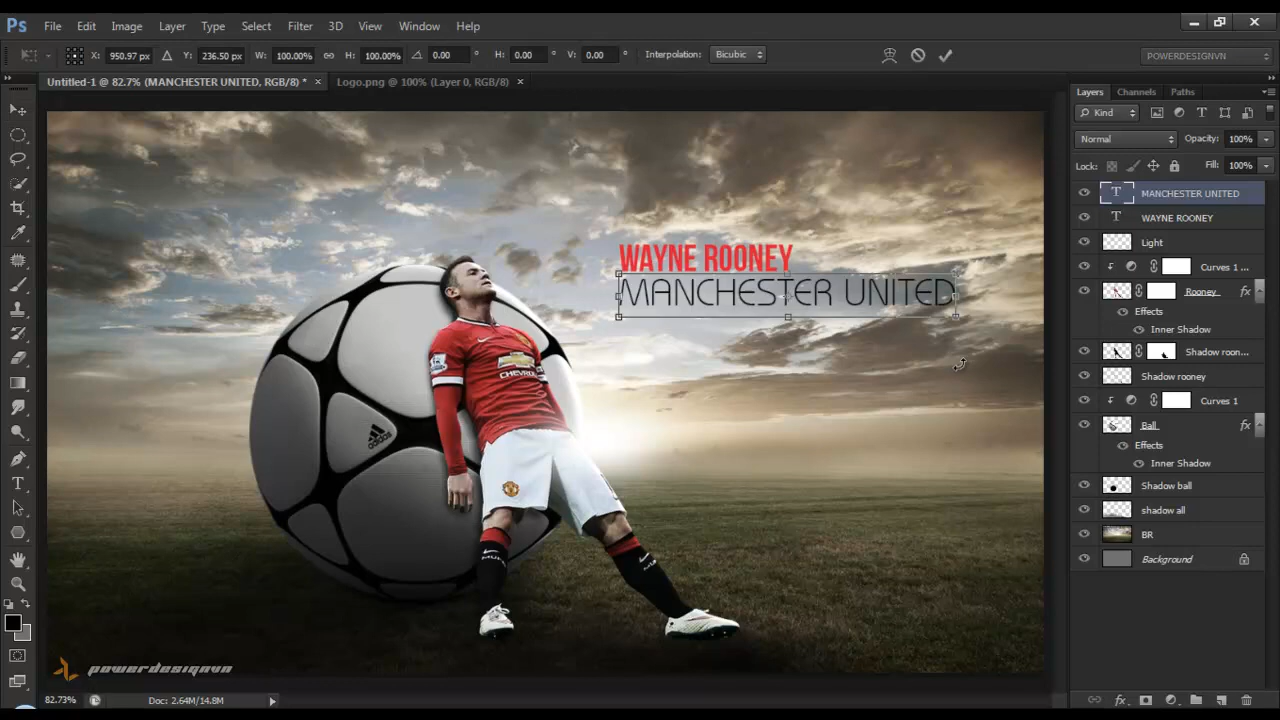 Ps File Edit Image Layer Type Select Filter 3D View Window Help
X: 950.97 px Y: 236.50 px W: 100.00% H: 100.00% 0.00 ° H: 0.00 ° V: 0.00 ° Interpolation: Bicubic POWERDESIGNVN
Untitled-1 @ 82.7% (MANCHESTER UNITED, RGB/8) * × Logo.png @ 100% (Layer 0, RGB/8) ×
Layers Channels Paths
Kind
Normal Opacity: 100%
Lock: Fill: 100%
T MANCHESTER UNITED
T WAYNE ROONEY
Light
Curves 1 ...
Rooney fx
Effects
Inner Shadow
Shadow roon...
Shadow rooney
Curves 1
Ball fx
Effects
Inner Shadow
Shadow ball
shadow all
BR
Background
WAYNE ROONEY
MANCHESTER UNITED
CHEVROLET
adidas
powerdesignvn
82.73% Doc: 2.64M/14.8M